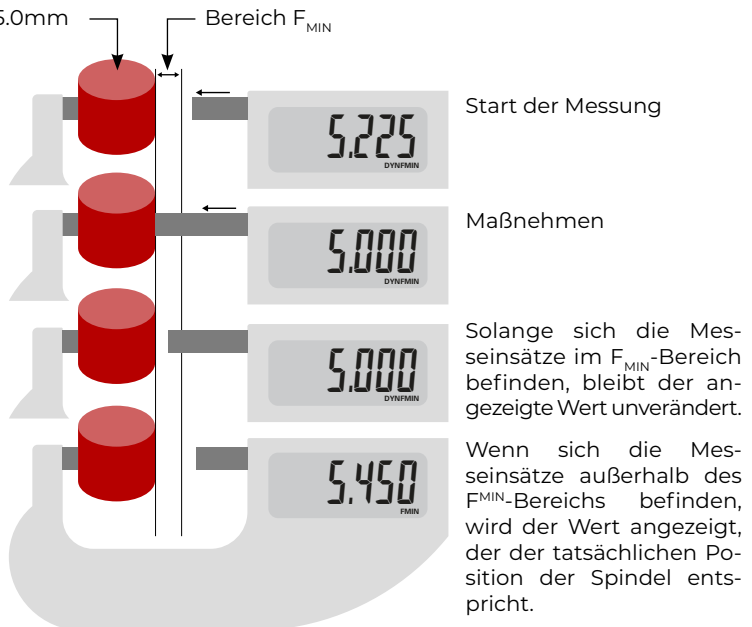 5.0mm
Bereich F_MIN
5.225
DYNFMIN
Start der Messung
5.000
DYNFMIN
Maßnehmen
5.000
DYNFMIN
Solange sich die Mes-
seinsätze im F_MIN-Bereich
befinden, bleibt der an-
gezeigte Wert unverändert.
5.450
FMIN
Wenn sich die Mes-
seinsätze außerhalb des
F^MIN-Bereichs befinden,
wird der Wert angezeigt,
der der tatsächlichen Po-
sition der Spindel ents-
pricht.